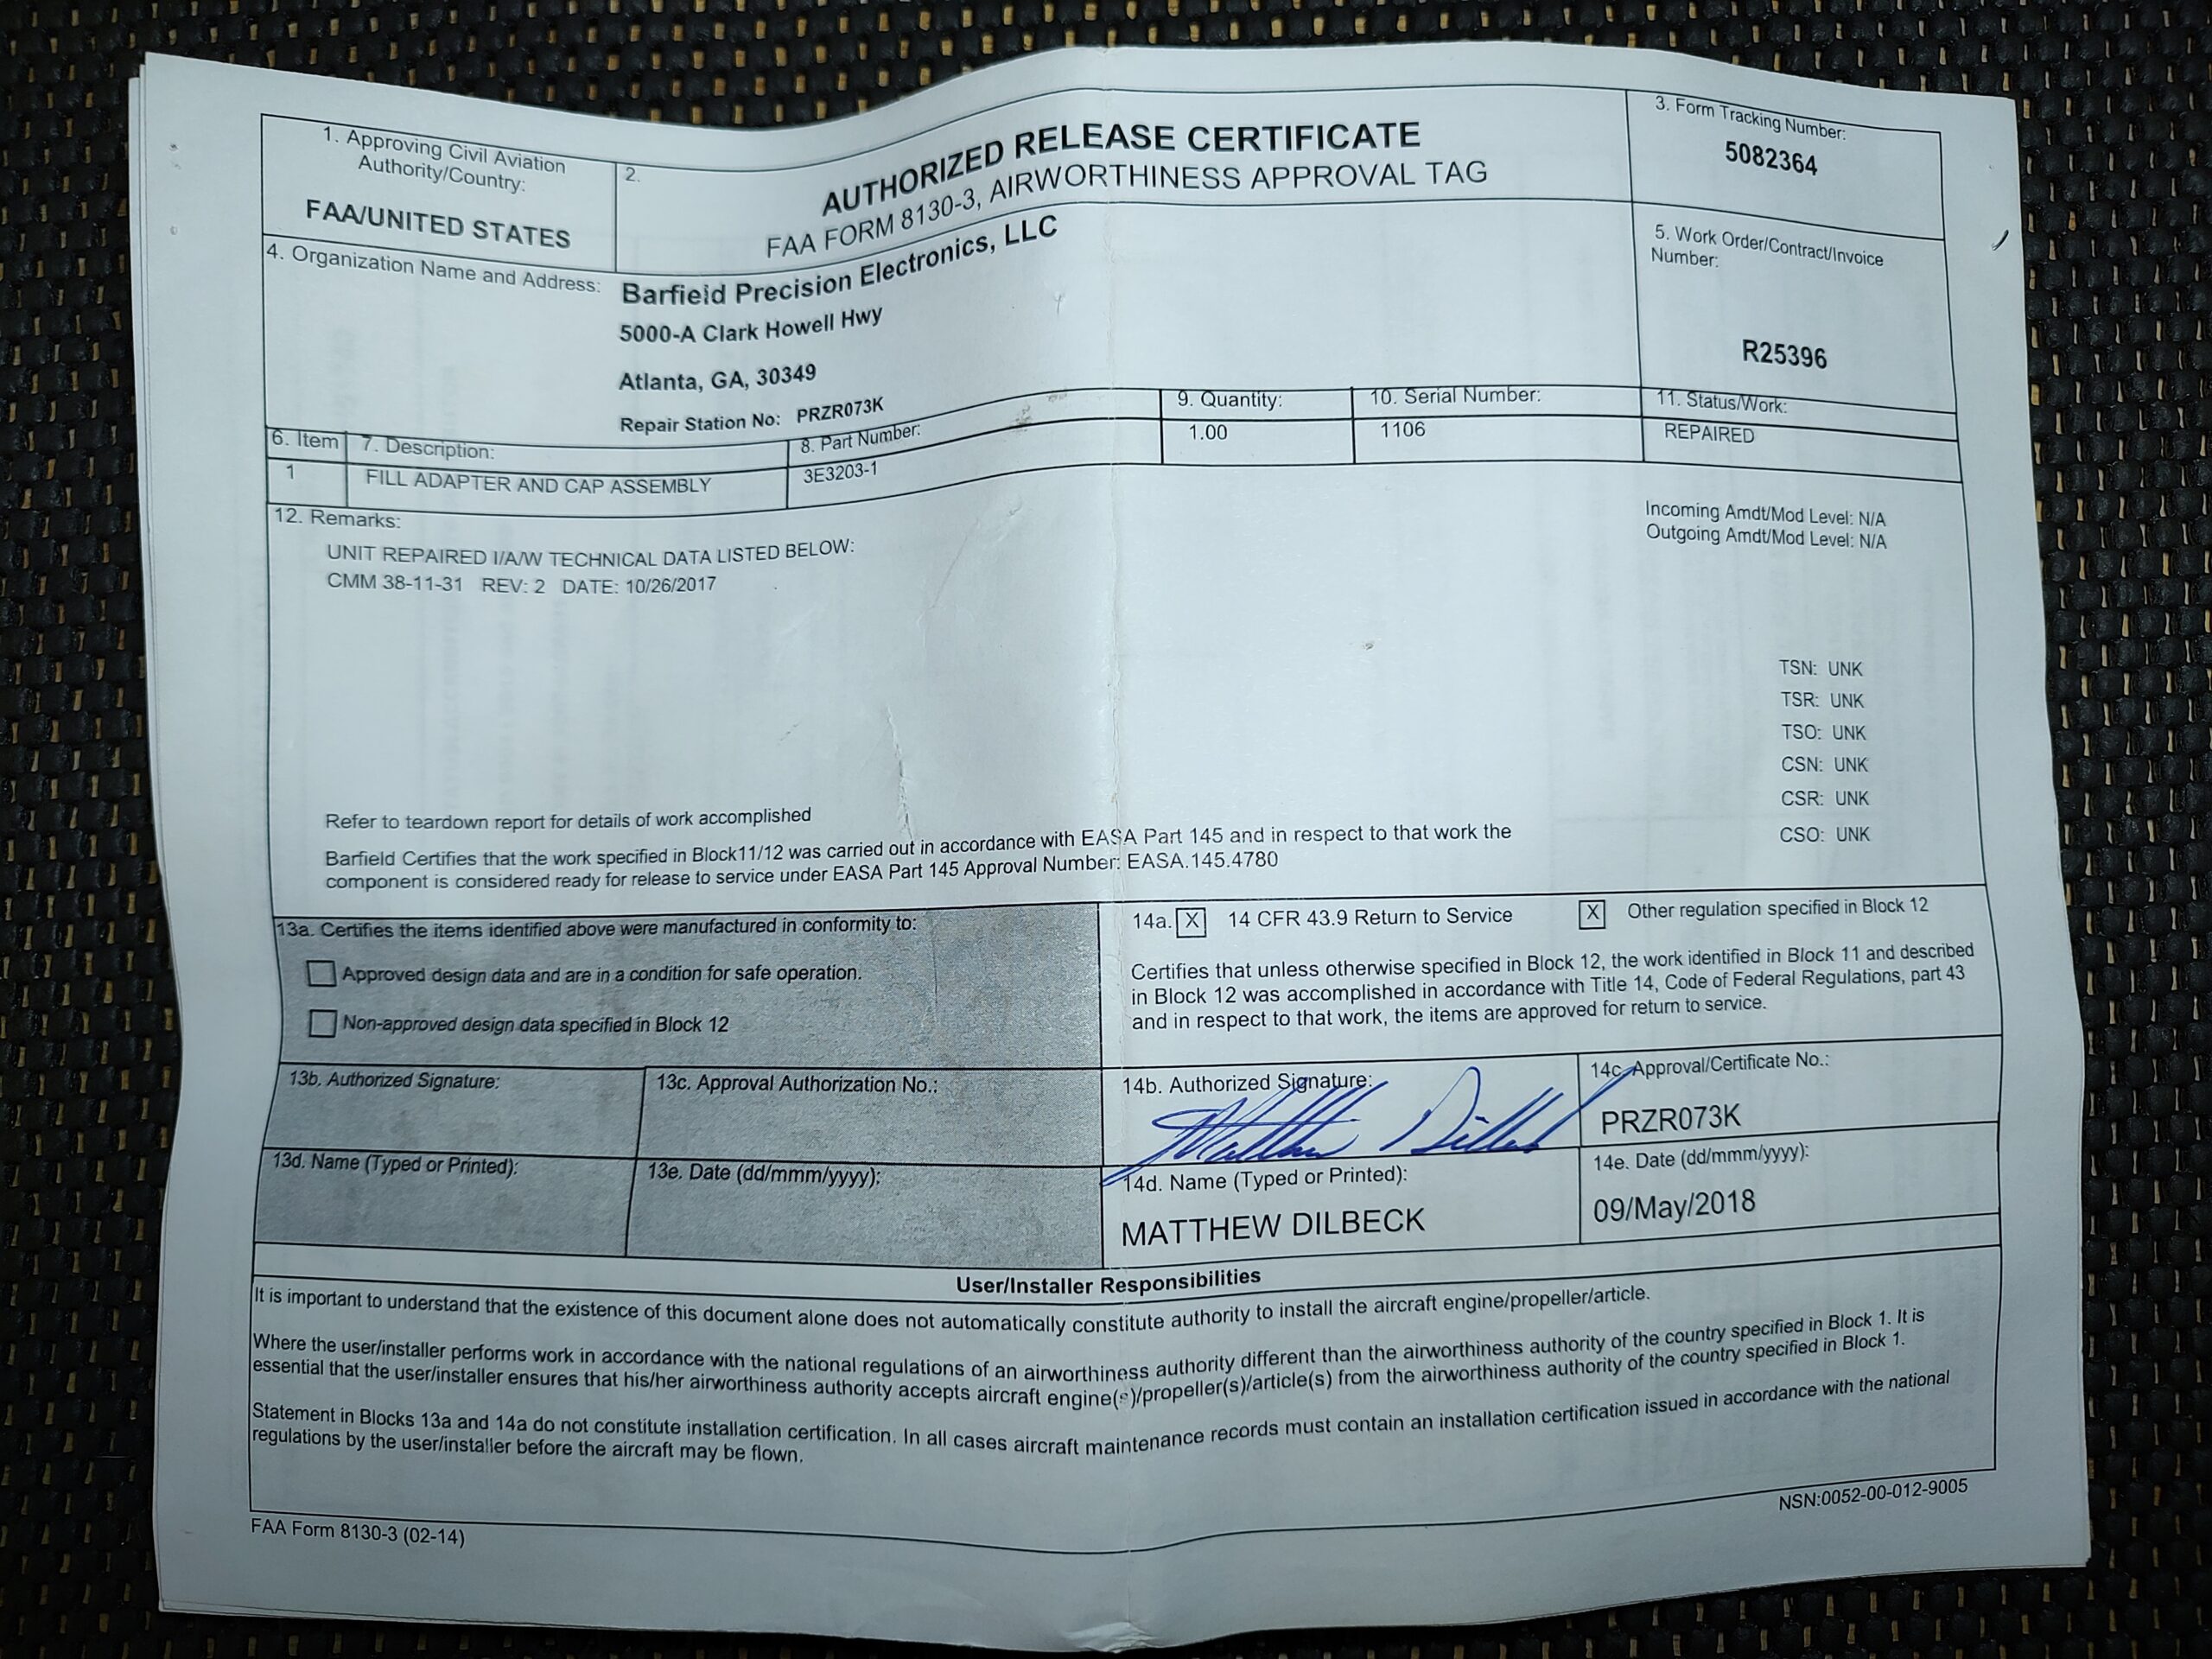 1. Approving Civil Aviation
Authority/Country:
FAA/UNITED STATES
2.
AUTHORIZED RELEASE CERTIFICATE
FAA FORM 8130-3, AIRWORTHINESS APPROVAL TAG
3. Form Tracking Number:
5082364
4. Organization Name and Address:
Barfield Precision Electronics, LLC
5000-A Clark Howell Hwy
Atlanta, GA, 30349
Repair Station No: PRZR073K
5. Work Order/Contract/Invoice
Number:
R25396
6. Item
7. Description:
8. Part Number:
9. Quantity:
10. Serial Number:
11. Status/Work:
1
FILL ADAPTER AND CAP ASSEMBLY
3E3203-1
1.00
1106
REPAIRED
12. Remarks:
UNIT REPAIRED I/A/W TECHNICAL DATA LISTED BELOW:
CMM 38-11-31 REV: 2 DATE: 10/26/2017
Incoming Amdt/Mod Level: N/A
Outgoing Amdt/Mod Level: N/A
TSN: UNK
TSR: UNK
TSO: UNK
CSN: UNK
CSR: UNK
CSO: UNK
Refer to teardown report for details of work accomplished
Barfield Certifies that the work specified in Block11/12 was carried out in accordance with EASA Part 145 and in respect to that work the
component is considered ready for release to service under EASA Part 145 Approval Number: EASA.145.4780
13a. Certifies the items identified above were manufactured in conformity to:
Approved design data and are in a condition for safe operation.
Non-approved design data specified in Block 12
14a. X 14 CFR 43.9 Return to Service
X Other regulation specified in Block 12
Certifies that unless otherwise specified in Block 12, the work identified in Block 11 and described
in Block 12 was accomplished in accordance with Title 14, Code of Federal Regulations, part 43
and in respect to that work, the items are approved for return to service.
13b. Authorized Signature:
13c. Approval Authorization No.:
14b. Authorized Signature:
Matthew Dilbeck
14c. Approval/Certificate No.:
PRZR073K
13d. Name (Typed or Printed):
13e. Date (dd/mmm/yyyy):
14d. Name (Typed or Printed):
MATTHEW DILBECK
14e. Date (dd/mmm/yyyy):
09/May/2018
User/Installer Responsibilities
It is important to understand that the existence of this document alone does not automatically constitute authority to install the aircraft engine/propeller/article.
Where the user/installer performs work in accordance with the national regulations of an airworthiness authority different than the airworthiness authority of the country specified in Block 1. It is
essential that the user/installer ensures that his/her airworthiness authority accepts aircraft engine(s)/propeller(s)/article(s) from the airworthiness authority of the country specified in Block 1.
Statement in Blocks 13a and 14a do not constitute installation certification. In all cases aircraft maintenance records must contain an installation certification issued in accordance with the national
regulations by the user/installer before the aircraft may be flown.
FAA Form 8130-3 (02-14)
NSN:0052-00-012-9005